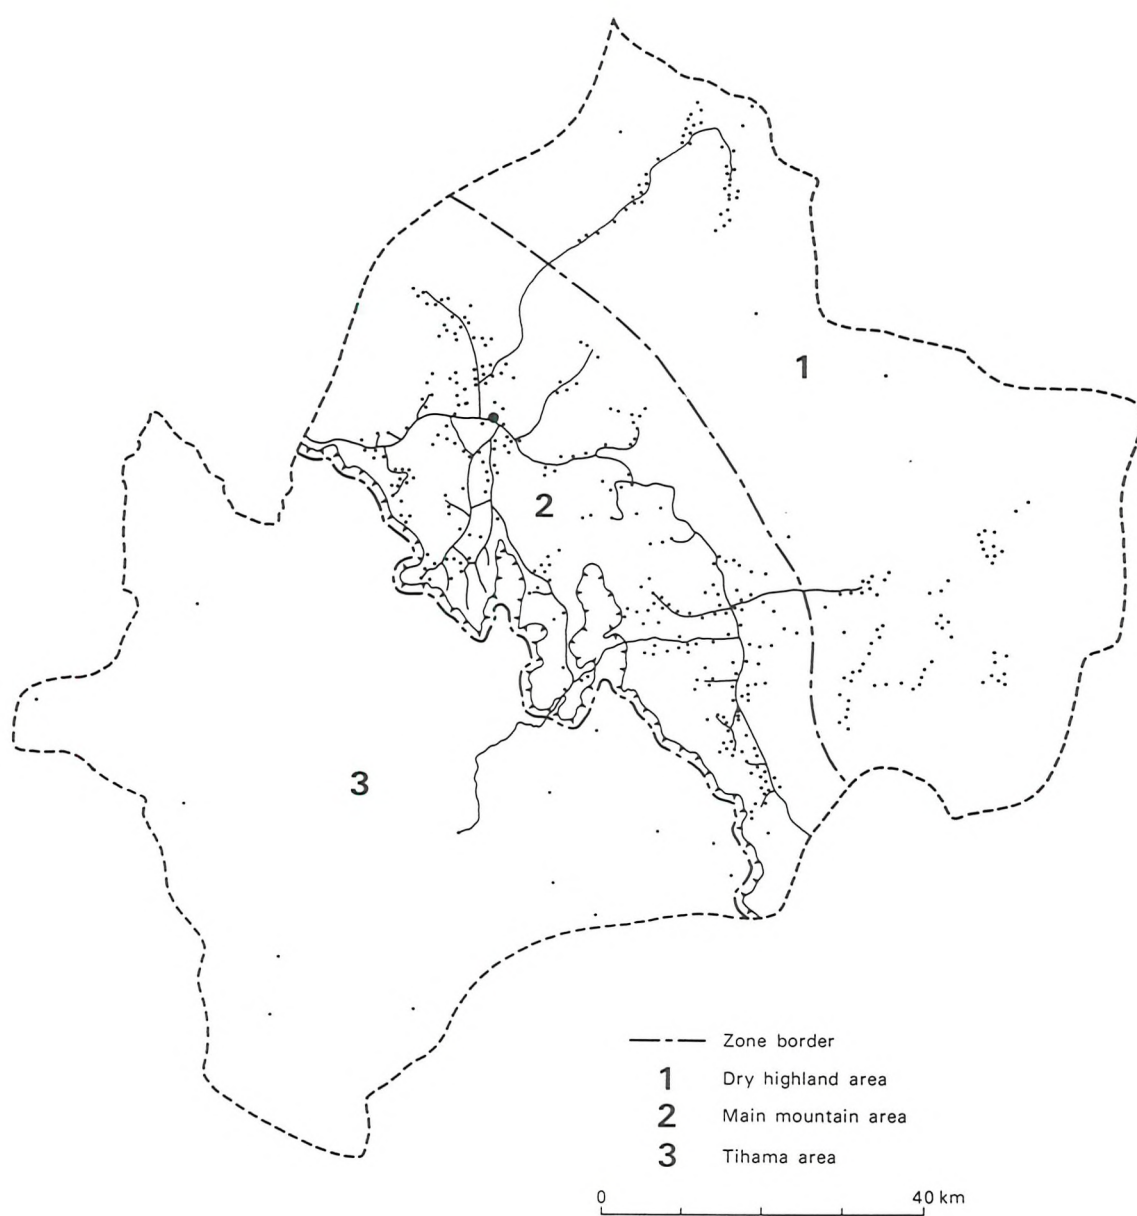 1
2
3
Zone border
1 Dry highland area
2 Main mountain area
3 Tihama area
0 40 km